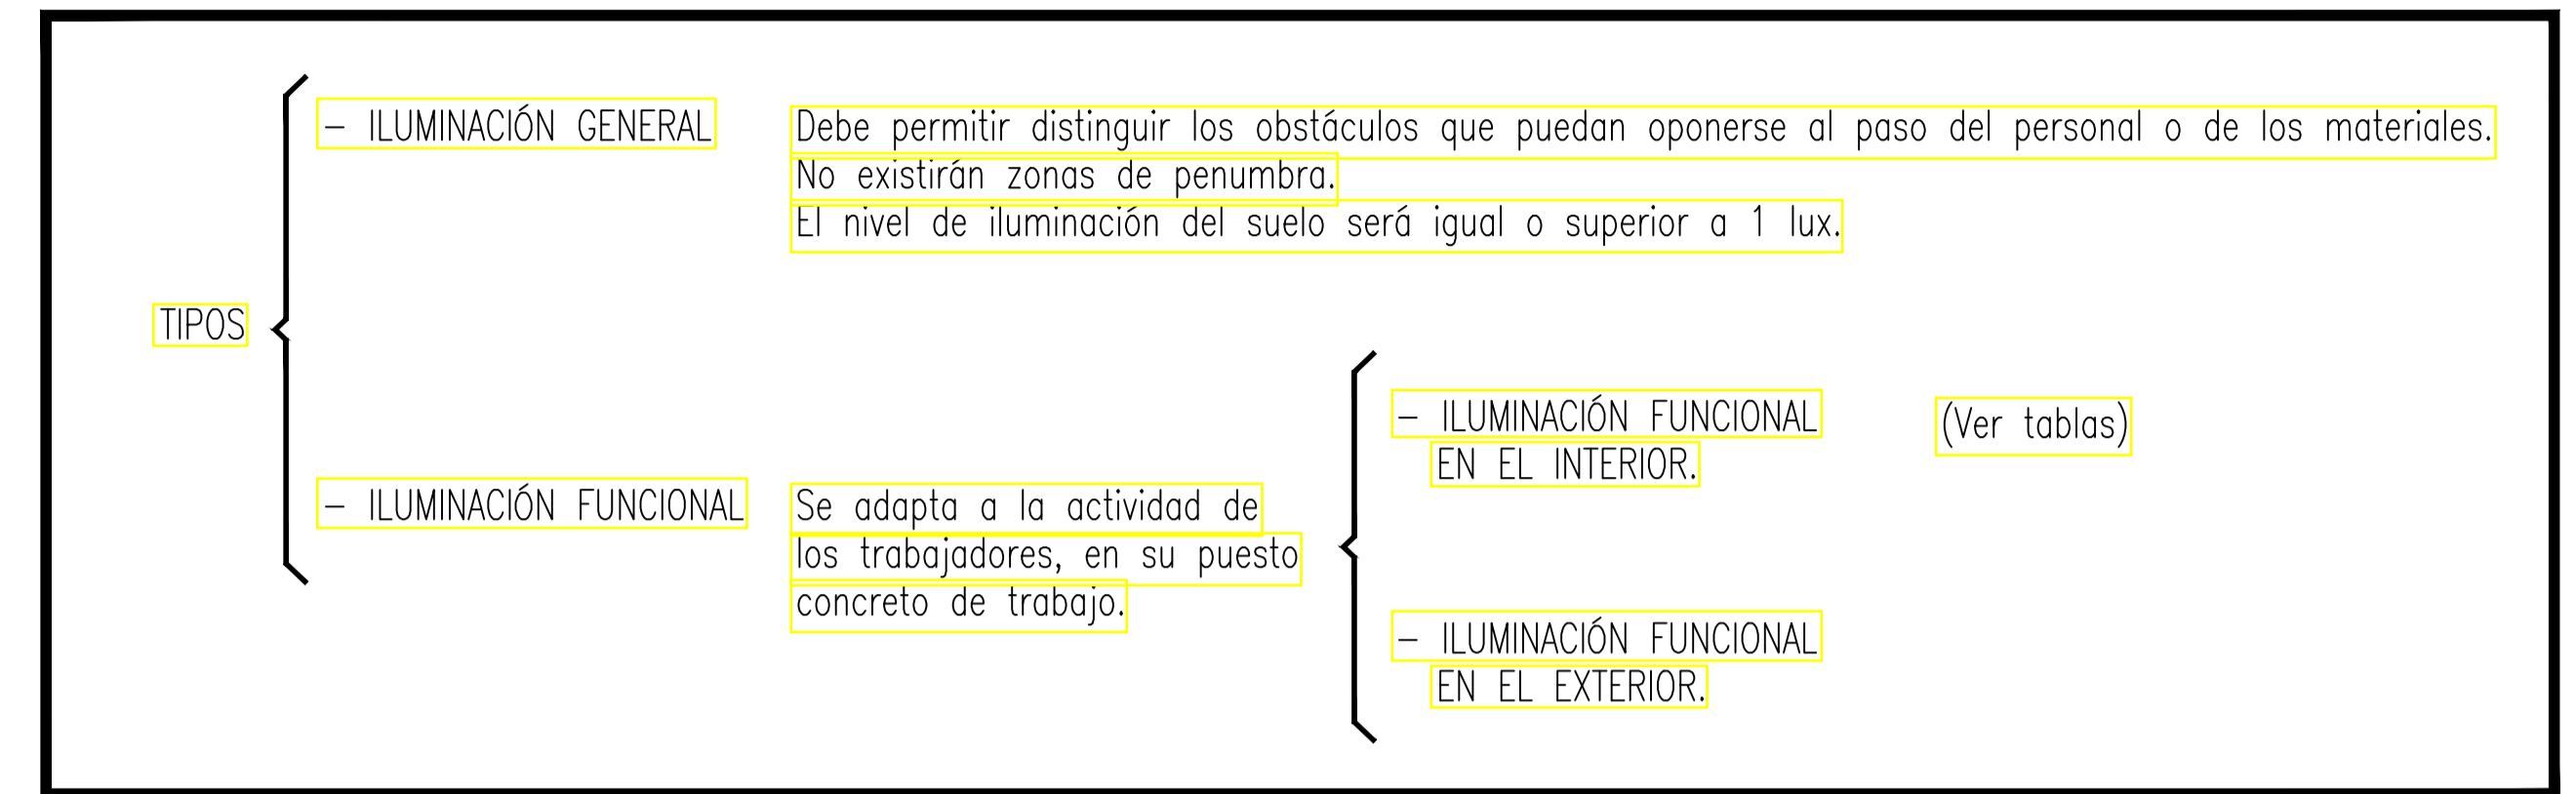 TIPOS
- ILUMINACIÓN GENERAL
Debe permitir distinguir los obstáculos que puedan oponerse al paso del personal o de los materiales.
No existirán zonas de penumbra.
El nivel de iluminación del suelo será igual o superior a 1 lux.
- ILUMINACIÓN FUNCIONAL
Se adapta a la actividad de
los trabajadores, en su puesto
concreto de trabajo.
- ILUMINACIÓN FUNCIONAL
EN EL INTERIOR.
(Ver tablas)
- ILUMINACIÓN FUNCIONAL
EN EL EXTERIOR.